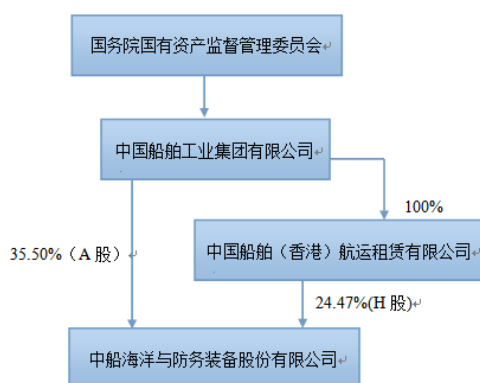 国务院国有资产监督管理委员会
中国船舶工业集团有限公司
100%
35.50%（A 股）
中国船舶（香港）航运租赁有限公司
24.47%(H 股)
中船海洋与防务装备股份有限公司